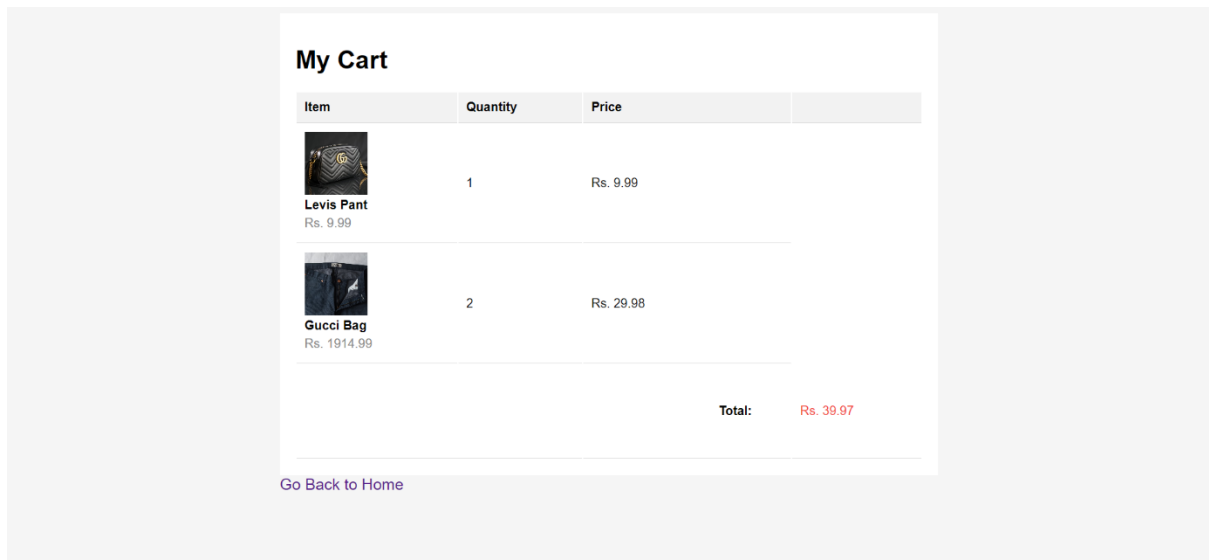 My Cart
Item Quantity Price
1 Rs. 9.99
Levis Pant
Rs. 9.99
2 Rs. 29.98
Gucci Bag
Rs. 1914.99
Total: Rs. 39.97
Go Back to Home